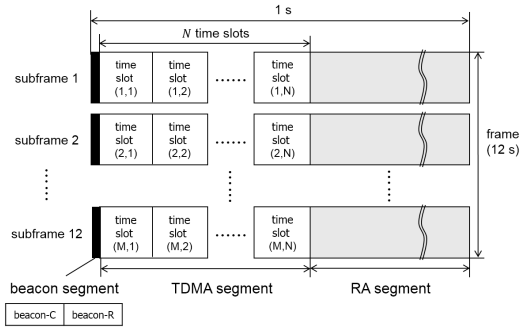 1 s
N time slots
subframe 1
time slot (1,1)
time slot (1,2)
......
time slot (1,N)
subframe 2
time slot (2,1)
time slot (2,2)
......
time slot (2,N)
frame (12 s)
subframe 12
time slot (M,1)
time slot (M,2)
......
time slot (M,N)
beacon segment
TDMA segment
RA segment
beacon-C
beacon-R